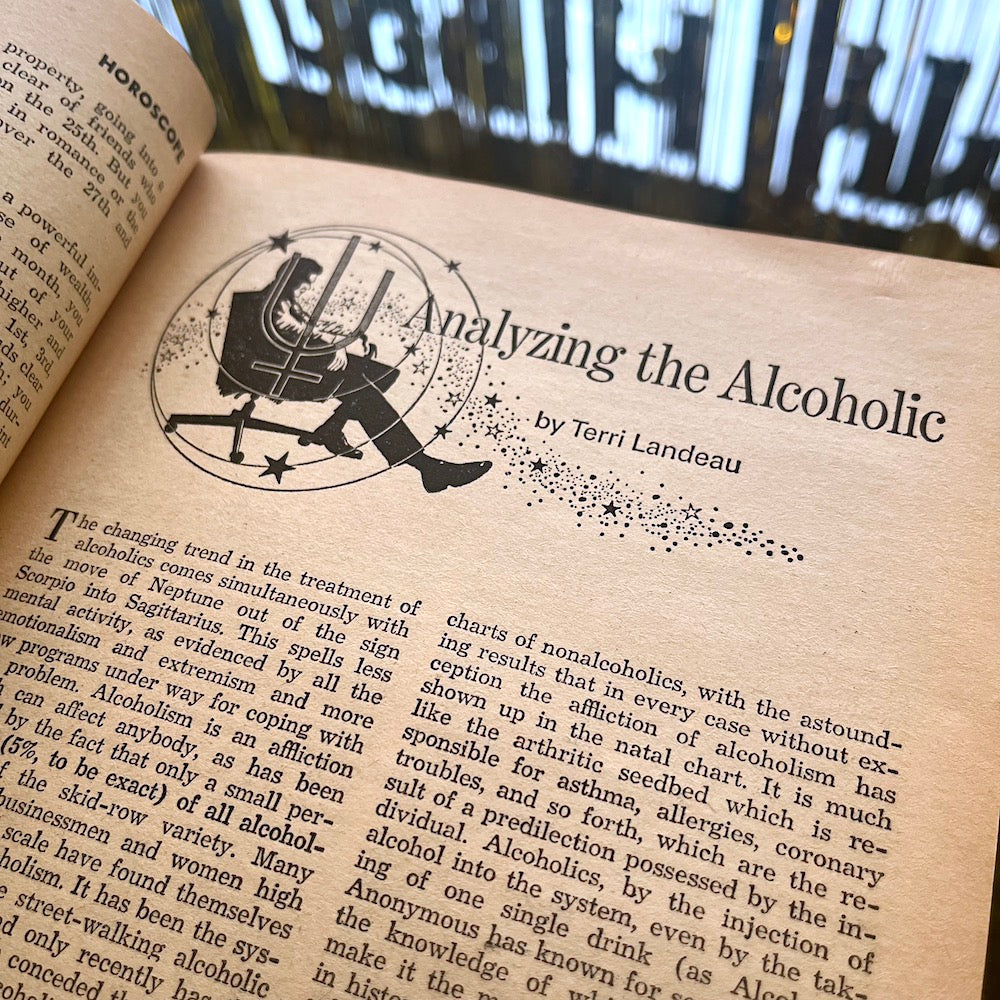 HOROSCOPE
property going into a
clear of friends who
on the 25th. But you
in romance or the
over the 27th and
a powerful im-
of wealth,
month, you
of your
higher and
1st, 3rd,
clear
you
dur-
Analyzing the Alcoholic
by Terri Landeau
The changing trend in the treatment of
alcoholics comes simultaneously with
the move of Neptune out of the sign
Scorpio into Sagittarius. This spells less
emotionalism and extremism and more
mental activity, as evidenced by all the
programs under way for coping with
problem. Alcoholism is an affliction
can affect anybody, as has been
by the fact that only a small per-
(5%, to be exact) of all alcohol-
the skid-row variety. Many
businessmen and women high
scale have found themselves
It has been the sys-
street-walking alcoholic
only recently has
conceded
charts of nonalcoholics, with the astound-
ing results that in every case without ex-
ception the affliction of alcoholism has
shown up in the natal chart. It is much
like the arthritic seedbed which is re-
sponsible for asthma, allergies, coronary
troubles, and so forth, which are the re-
sult of a predilection possessed by the in-
dividual. Alcoholics, by the injection of
alcohol into the system, even by the tak-
ing of one single drink (as Alcoholics
Anonymous has known for
the knowledge of
make it the
in